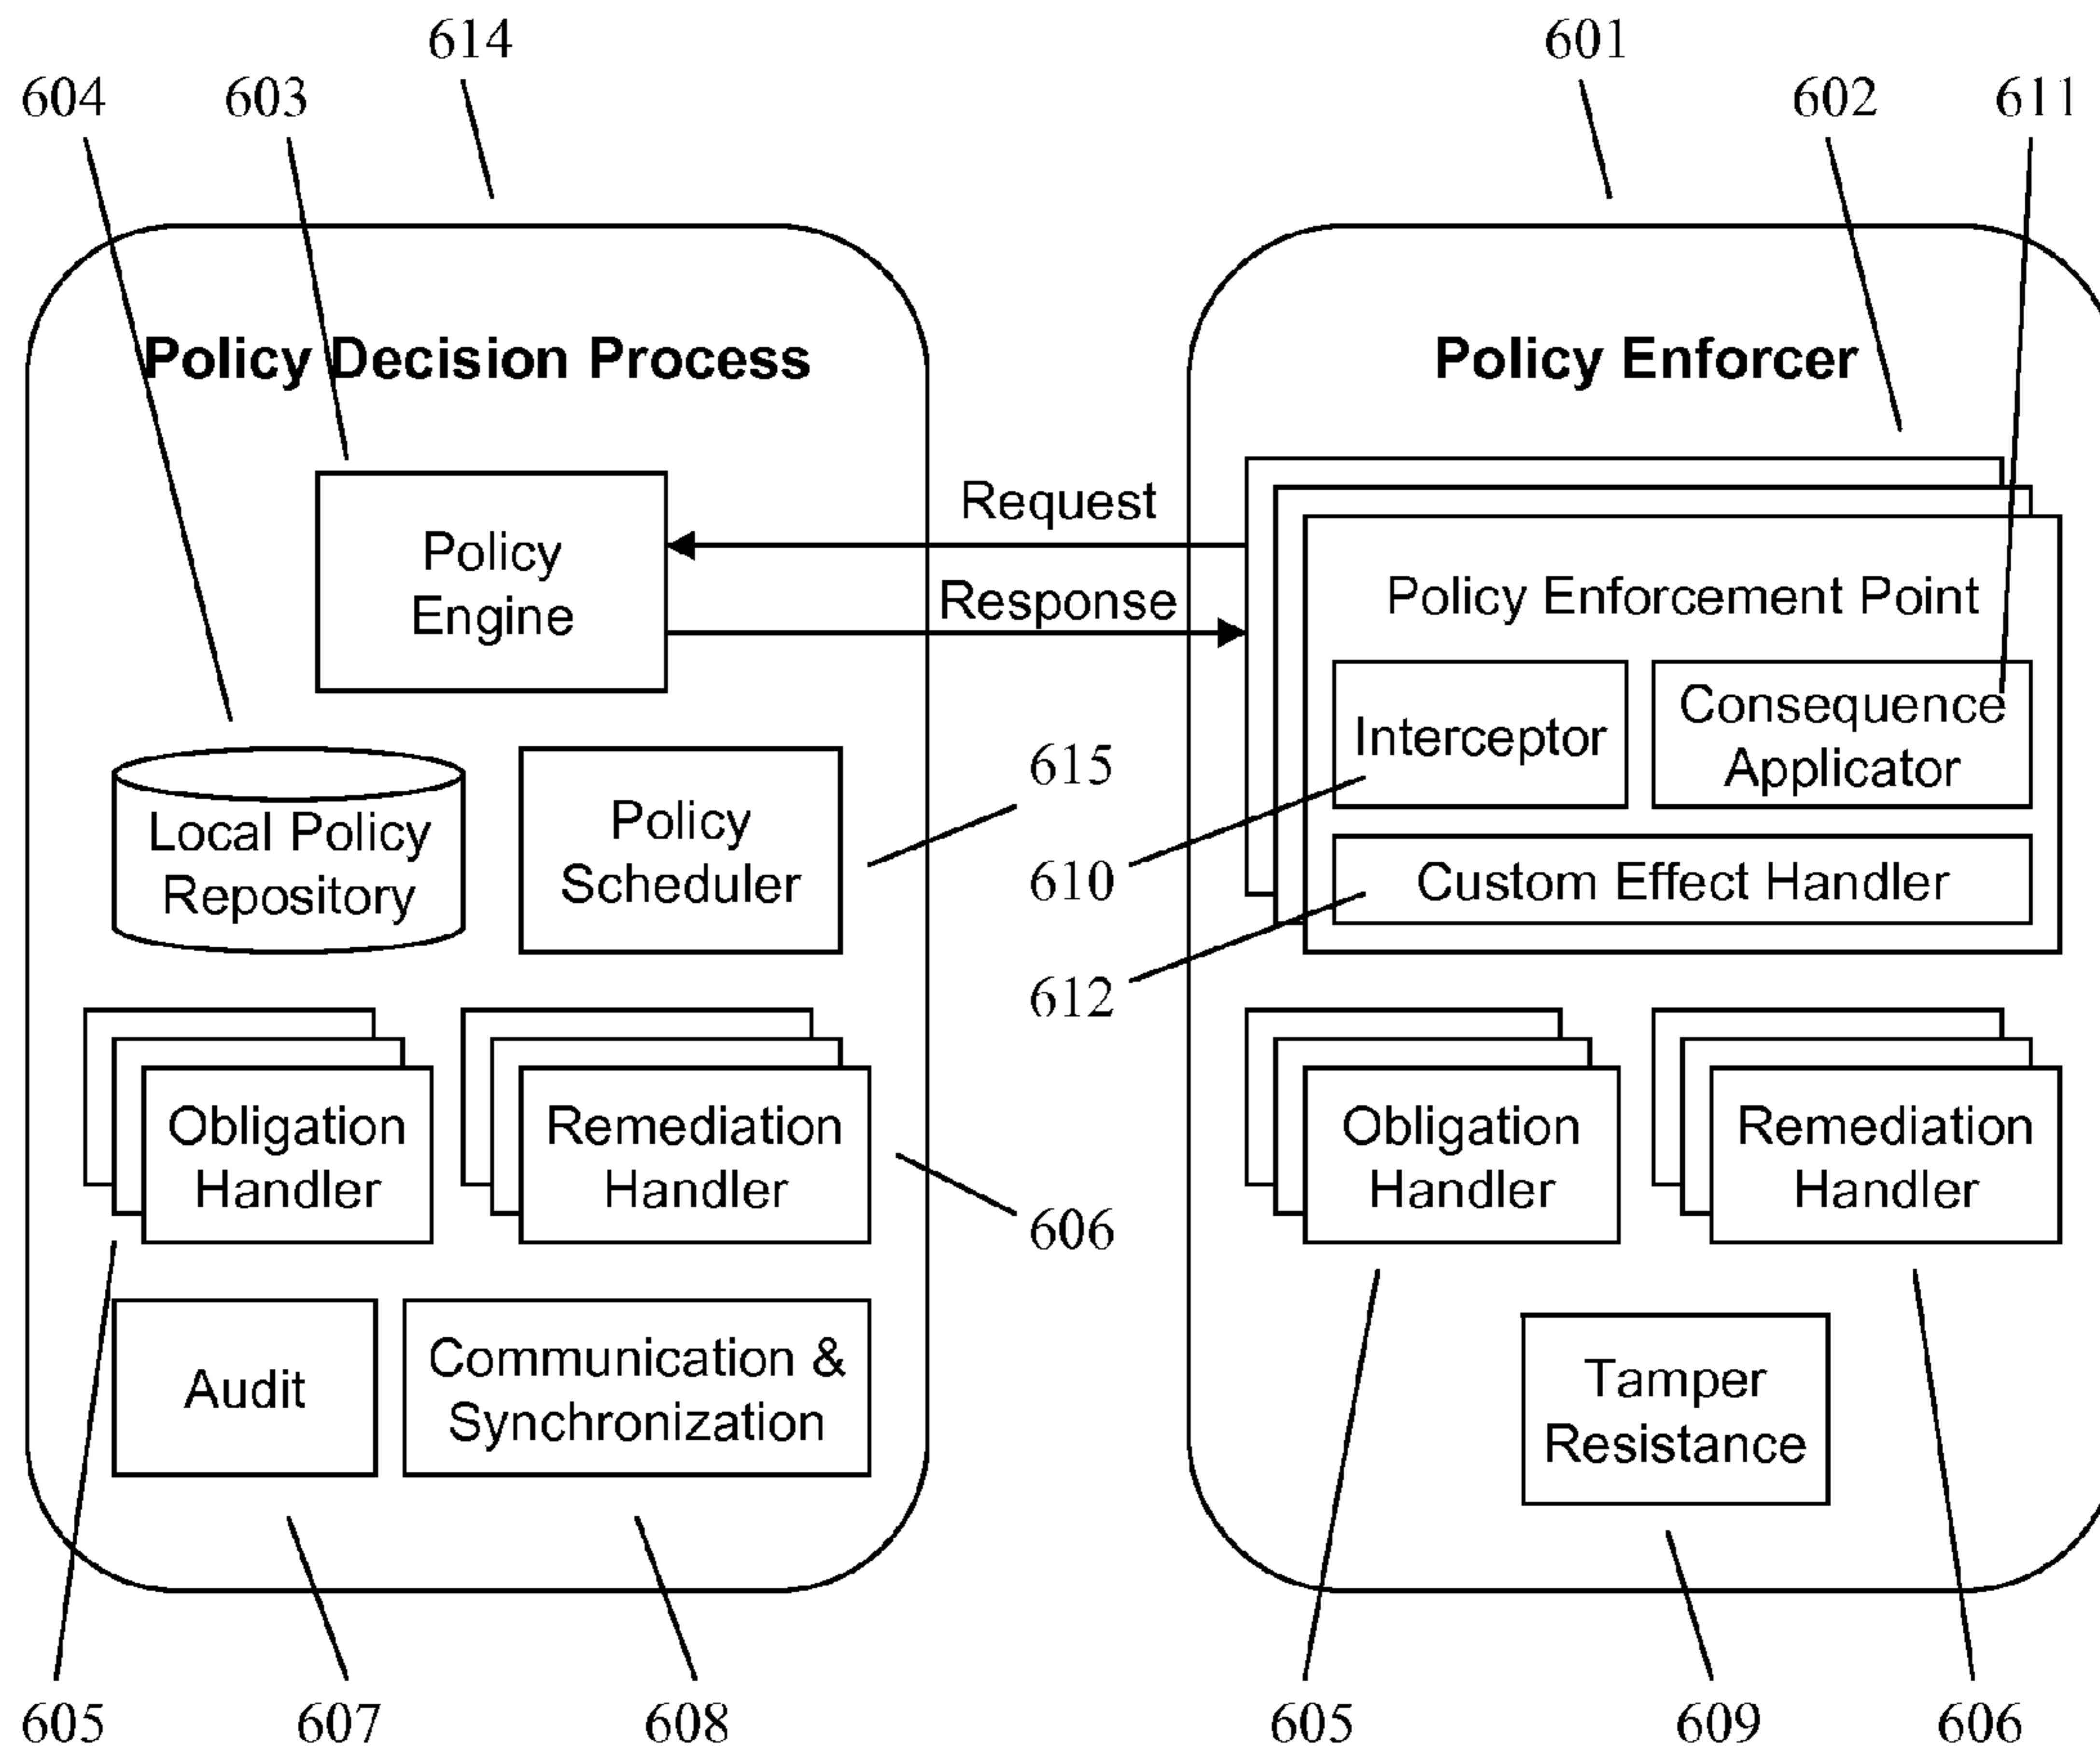 614
601
604
603
602
611
Policy Decision Process
Policy Enforcer
Policy
Engine
Request
Response
Policy Enforcement Point
Interceptor
Consequence
Applicator
Custom Effect Handler
Local Policy
Repository
Policy
Scheduler
615
610
612
Obligation
Handler
Remediation
Handler
606
Obligation
Handler
Remediation
Handler
Audit
Communication &
Synchronization
Tamper
Resistance
605
607
608
605
609
606